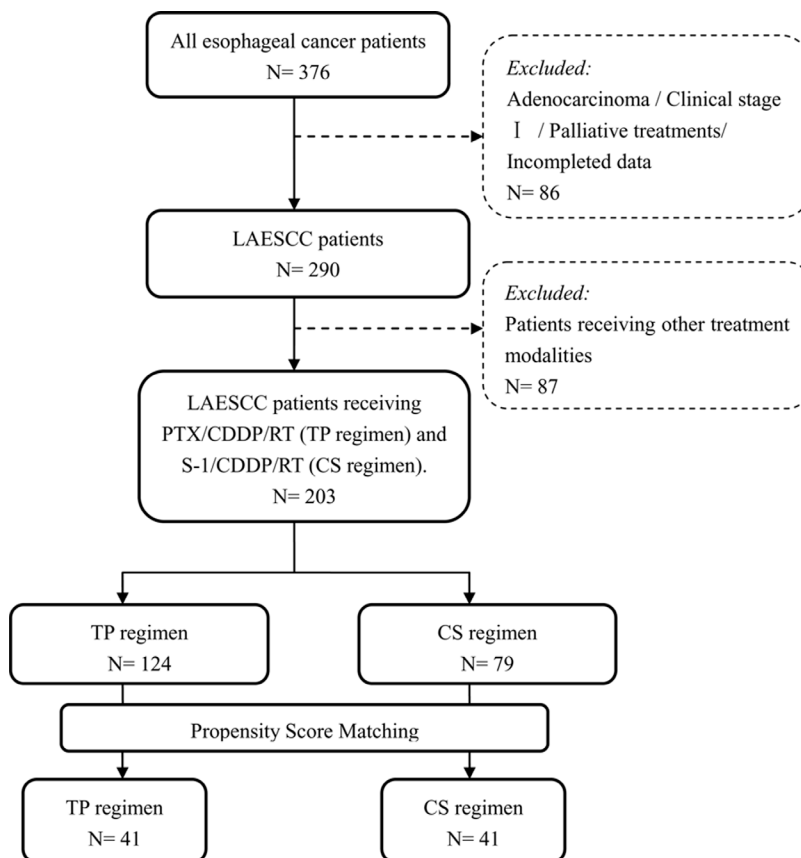 All esophageal cancer patients
N= 376
Excluded:
Adenocarcinoma / Clinical stage
Ⅰ / Palliative treatments/
Incompleted data
N= 86
LAESCC patients
N= 290
Excluded:
Patients receiving other treatment
modalities
N= 87
LAESCC patients receiving
PTX/CDDP/RT (TP regimen) and
S-1/CDDP/RT (CS regimen).
N= 203
TP regimen
N= 124
CS regimen
N= 79
Propensity Score Matching
TP regimen
N= 41
CS regimen
N= 41